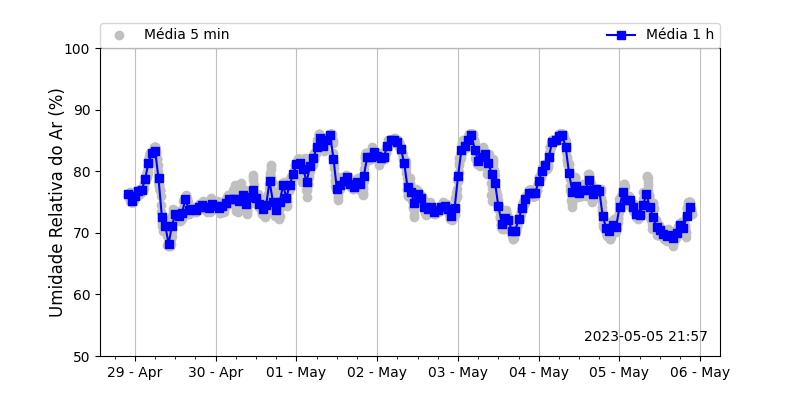 Média 5 min
Média 1 h
Umidade Relativa do Ar (%)
100
90
80
70
60
50
2023-05-05 21:57
29 - Apr
30 - Apr
01 - May
02 - May
03 - May
04 - May
05 - May
06 - May